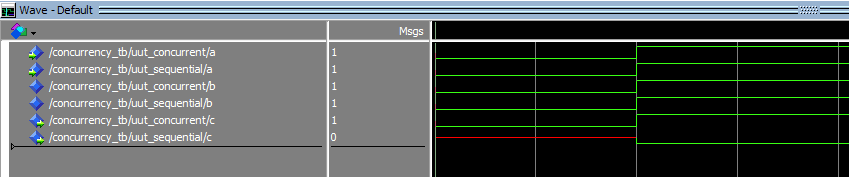 Wave - Default
Msgs
/concurrency_tb/uut_concurrent/a 1
/concurrency_tb/uut_sequential/a 1
/concurrency_tb/uut_concurrent/b 1
/concurrency_tb/uut_sequential/b 1
/concurrency_tb/uut_concurrent/c 1
/concurrency_tb/uut_sequential/c 0